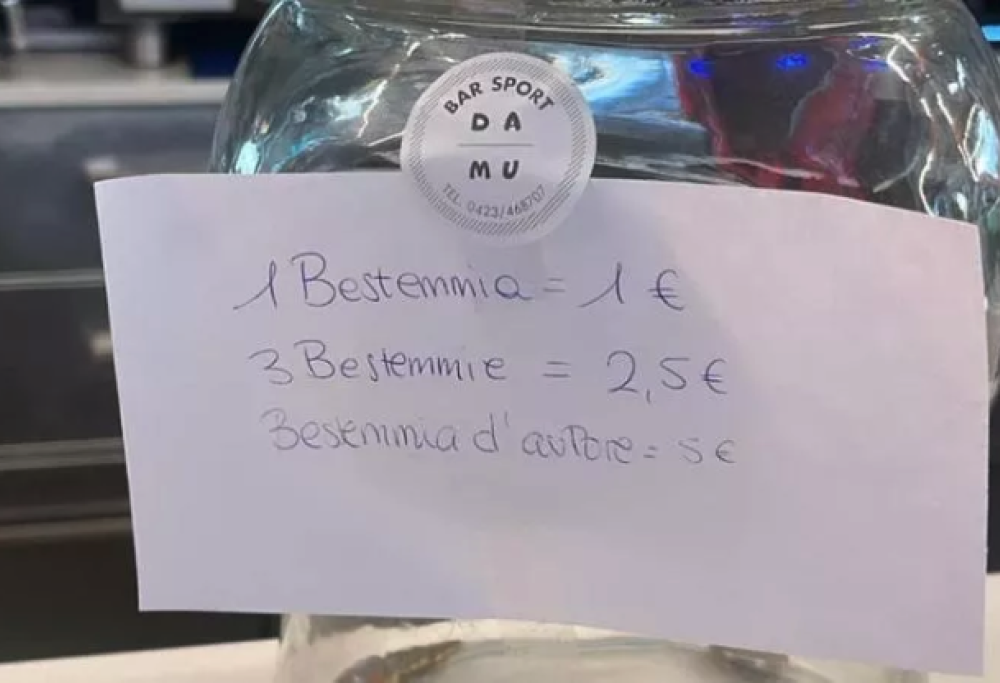 BAR SPORT
DA
MU
TEL. 0423/468707
1 Bestemmia = 1 €
3 Bestemmie = 2,5 €
Bestemmia d'autore = 5 €